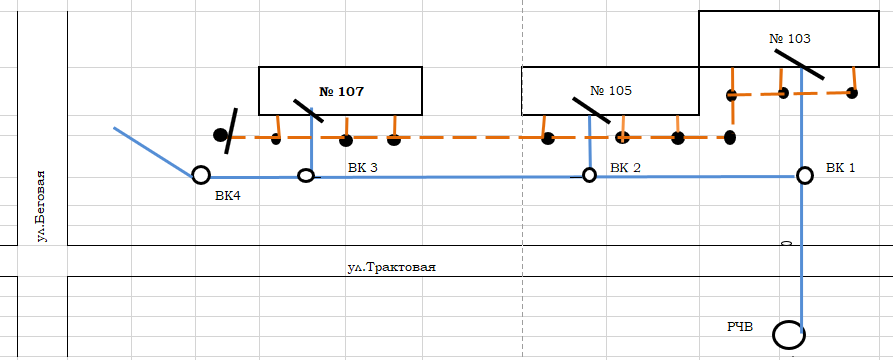 № 103
№ 107
№ 105
ВК 3
ВК 2
ВК 1
ВК4
ул.Беговая
ул.Трактовая
РЧВ